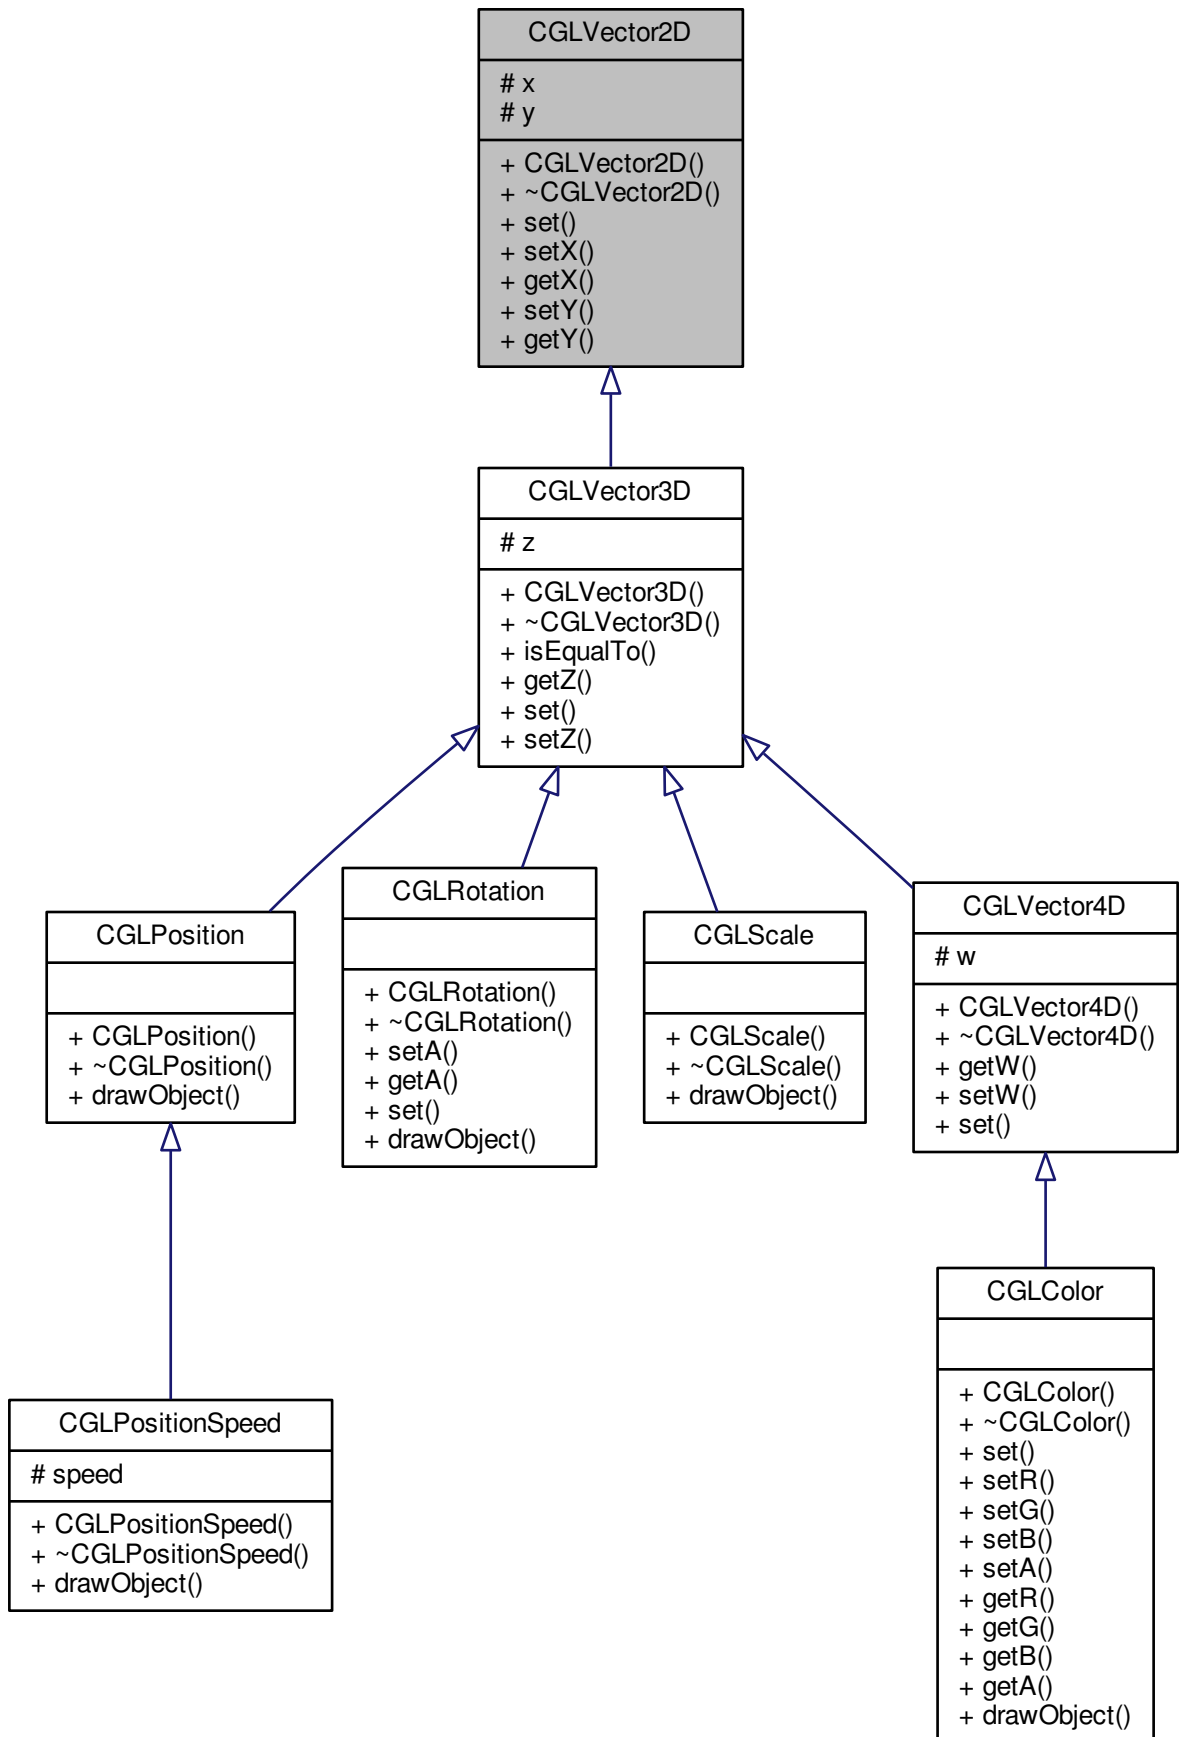 CGLVector2D
# x
# y
+ CGLVector2D()
+ ~CGLVector2D()
+ set()
+ setX()
+ getX()
+ setY()
+ getY()
CGLVector3D
# z
+ CGLVector3D()
+ ~CGLVector3D()
+ isEqualTo()
+ getZ()
+ set()
+ setZ()
CGLPosition
+ CGLPosition()
+ ~CGLPosition()
+ drawObject()
CGLRotation
+ CGLRotation()
+ ~CGLRotation()
+ setA()
+ getA()
+ set()
+ drawObject()
CGLScale
+ CGLScale()
+ ~CGLScale()
+ drawObject()
CGLVector4D
# w
+ CGLVector4D()
+ ~CGLVector4D()
+ getW()
+ setW()
+ set()
CGLPositionSpeed
# speed
+ CGLPositionSpeed()
+ ~CGLPositionSpeed()
+ drawObject()
CGLColor
+ CGLColor()
+ ~CGLColor()
+ set()
+ setR()
+ setG()
+ setB()
+ setA()
+ getR()
+ getG()
+ getB()
+ getA()
+ drawObject()